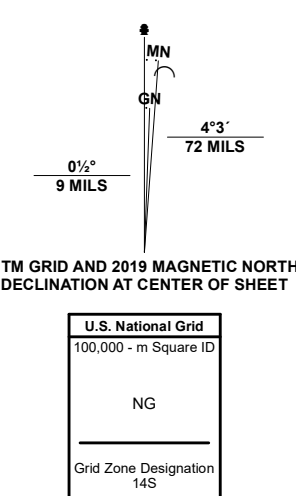 MN
GN
4°3´
72 MILS
0½°
9 MILS
TM GRID AND 2019 MAGNETIC NORTH
DECLINATION AT CENTER OF SHEET
U.S. National Grid
100,000 - m Square ID
NG
Grid Zone Designation
14S